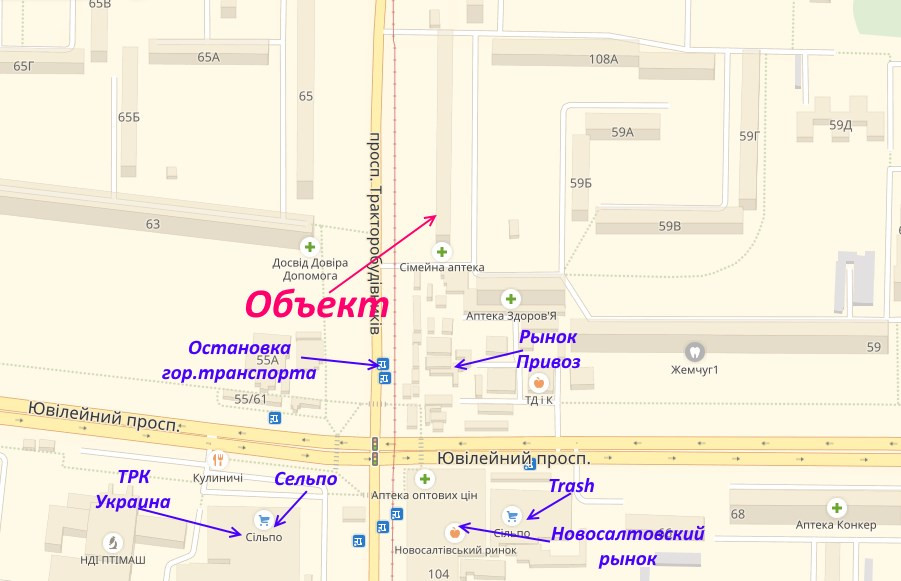 65В
65Г
65А
108А
65
65Б
59А
59Г
59Д
59Б
59В
63
просп. Тракторобудівників
Досвід Довіра
Допомога
Сімейна аптека
Объект
Аптека Здоров'Я
Остановка
гор.транспорта
55А
Рынок
Привоз
59
Жемчуг1
55/61
ТД і К
Ювілейний просп.
Ювілейний просп.
Кулиничі
ТРК
Украина
Сельпо
Аптека оптових цін
Trash
68
Аптека Конкер
Сільпо
Сільпо
Новосалтовский
рынок
Новосалтівський ринок
НДІ ПТІМАШ
104